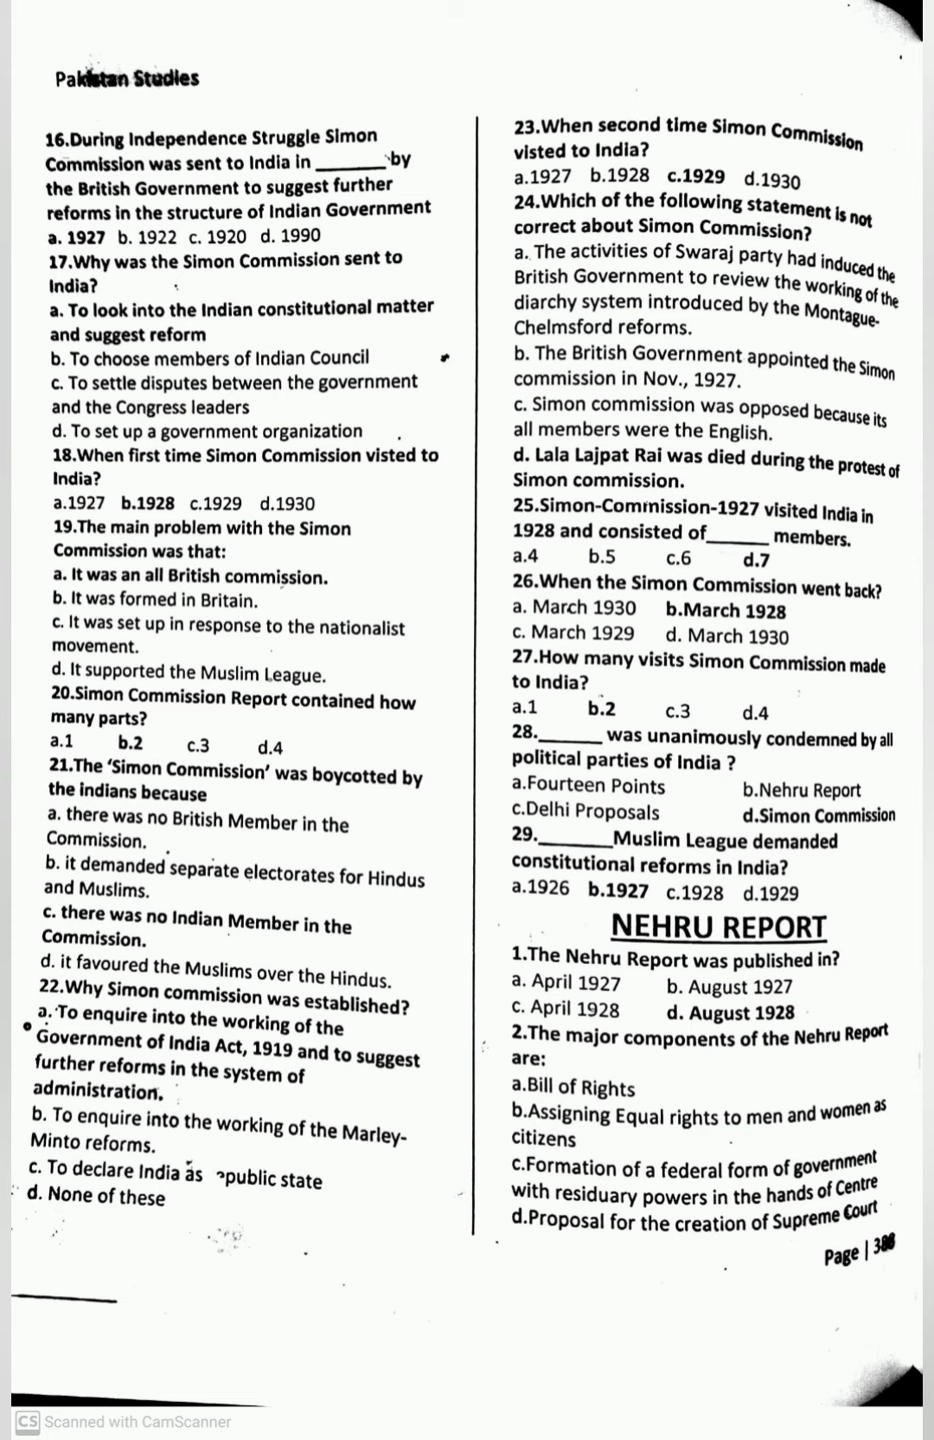 Pakistan Studies
16.During Independence Struggle Simon
Commission was sent to India in ______ by
the British Government to suggest further
reforms in the structure of Indian Government
a. 1927 b. 1922 c. 1920 d. 1990
17.Why was the Simon Commission sent to
India?
a. To look into the Indian constitutional matter
and suggest reform
b. To choose members of Indian Council
c. To settle disputes between the government
and the Congress leaders
d. To set up a government organization
18.When first time Simon Commission visted to
India?
a.1927 b.1928 c.1929 d.1930
19.The main problem with the Simon
Commission was that:
a. It was an all British commission.
b. It was formed in Britain.
c. It was set up in response to the nationalist
movement.
d. It supported the Muslim League.
20.Simon Commission Report contained how
many parts?
a.1 b.2 c.3 d.4
21.The 'Simon Commission' was boycotted by
the indians because
a. there was no British Member in the
Commission.
b. it demanded separate electorates for Hindus
and Muslims.
c. there was no Indian Member in the
Commission.
d. it favoured the Muslims over the Hindus.
22.Why Simon commission was established?
a. To enquire into the working of the
Government of India Act, 1919 and to suggest
further reforms in the system of
administration.
b. To enquire into the working of the Marley-
Minto reforms.
c. To declare India as public state
d. None of these
23.When second time Simon Commission
visted to India?
a.1927 b.1928 c.1929 d.1930
24.Which of the following statement is not
correct about Simon Commission?
a. The activities of Swaraj party had induced the
British Government to review the working of the
diarchy system introduced by the Montague-
Chelmsford reforms.
b. The British Government appointed the Simon
commission in Nov., 1927.
c. Simon commission was opposed because its
all members were the English.
d. Lala Lajpat Rai was died during the protest of
Simon commission.
25.Simon-Commission-1927 visited India in
1928 and consisted of______ members.
a.4 b.5 c.6 d.7
26.When the Simon Commission went back?
a. March 1930 b.March 1928
c. March 1929 d. March 1930
27.How many visits Simon Commission made
to India?
a.1 b.2 c.3 d.4
28.______ was unanimously condemned by all
political parties of India ?
a.Fourteen Points b.Nehru Report
c.Delhi Proposals d.Simon Commission
29.______Muslim League demanded
constitutional reforms in India?
a.1926 b.1927 c.1928 d.1929
NEHRU REPORT
1.The Nehru Report was published in?
a. April 1927 b. August 1927
c. April 1928 d. August 1928
2.The major components of the Nehru Report
are:
a.Bill of Rights
b.Assigning Equal rights to men and women as
citizens
c.Formation of a federal form of government
with residuary powers in the hands of Centre
d.Proposal for the creation of Supreme Court
Page |
CS Scanned with CamScanner